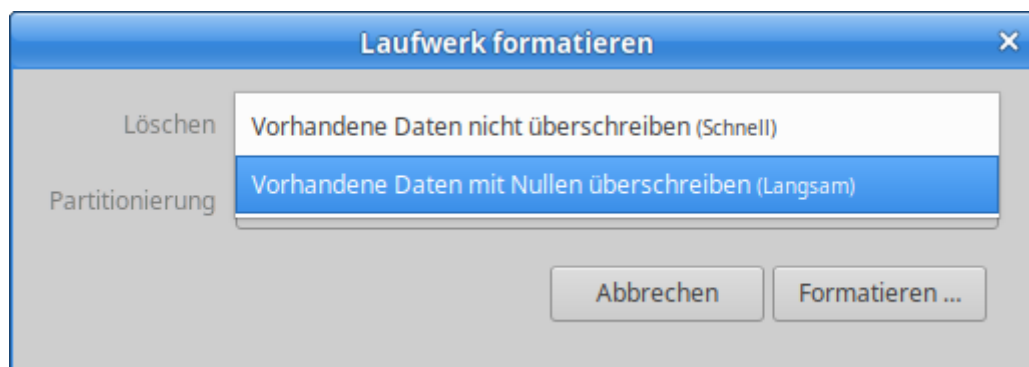 Laufwerk formatieren
Löschen
Vorhandene Daten nicht überschreiben (Schnell)
Vorhandene Daten mit Nullen überschreiben (Langsam)
Partitionierung
Abbrechen
Formatieren ...